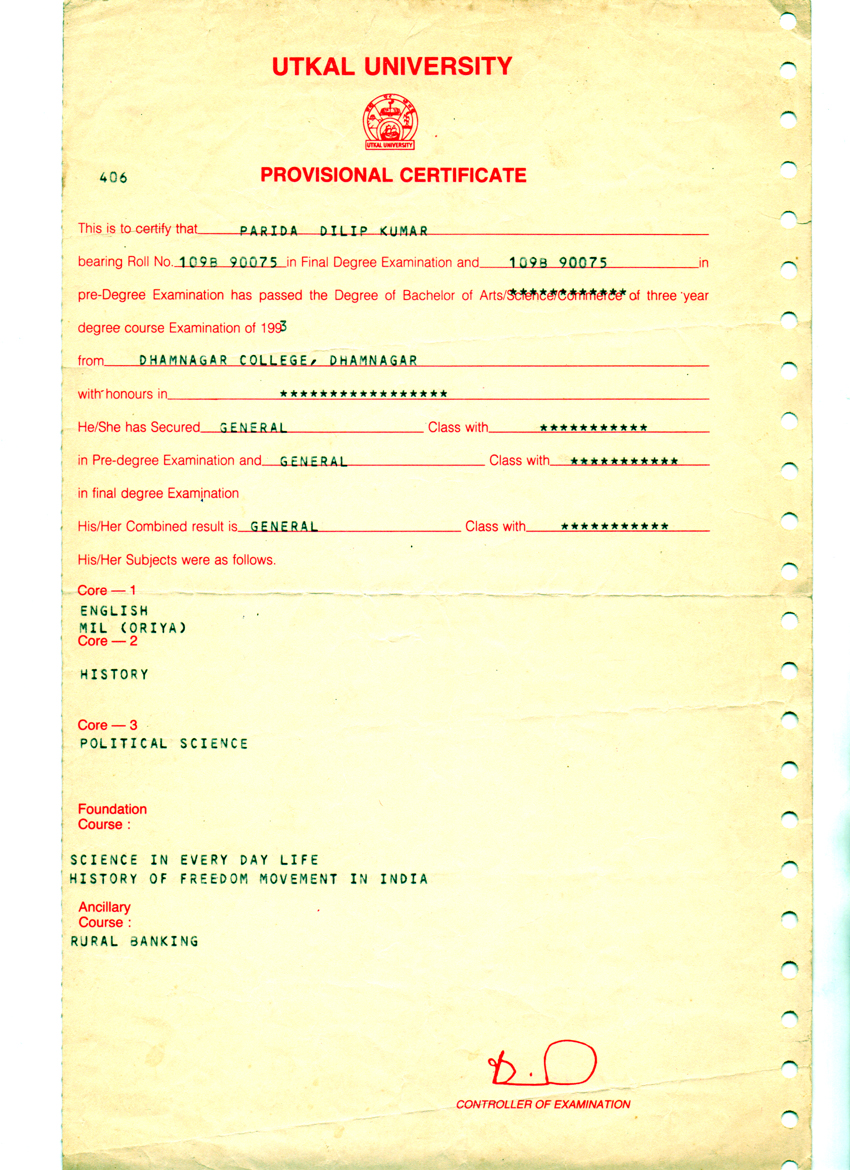 UTKAL UNIVERSITY
UTKAL UNIVERSITY
406
PROVISIONAL CERTIFICATE
This is to certify that PARIDA DILIP KUMAR
bearing Roll No. 109B 90075 in Final Degree Examination and 109B 90075 in
pre-Degree Examination has passed the Degree of Bachelor of Arts/Science/Commerce of three year
degree course Examination of 1993
from DHAMNAGAR COLLEGE, DHAMNAGAR
with honours in *****************
He/She has Secured GENERAL Class with ***********
in Pre-degree Examination and GENERAL Class with ***********
in final degree Examination
His/Her Combined result is GENERAL Class with ***********
His/Her Subjects were as follows.
Core — 1
ENGLISH
MIL (ORIYA)
Core — 2
HISTORY
Core — 3
POLITICAL SCIENCE
Foundation
Course :
SCIENCE IN EVERY DAY LIFE
HISTORY OF FREEDOM MOVEMENT IN INDIA
Ancillary
Course :
RURAL BANKING
CONTROLLER OF EXAMINATION